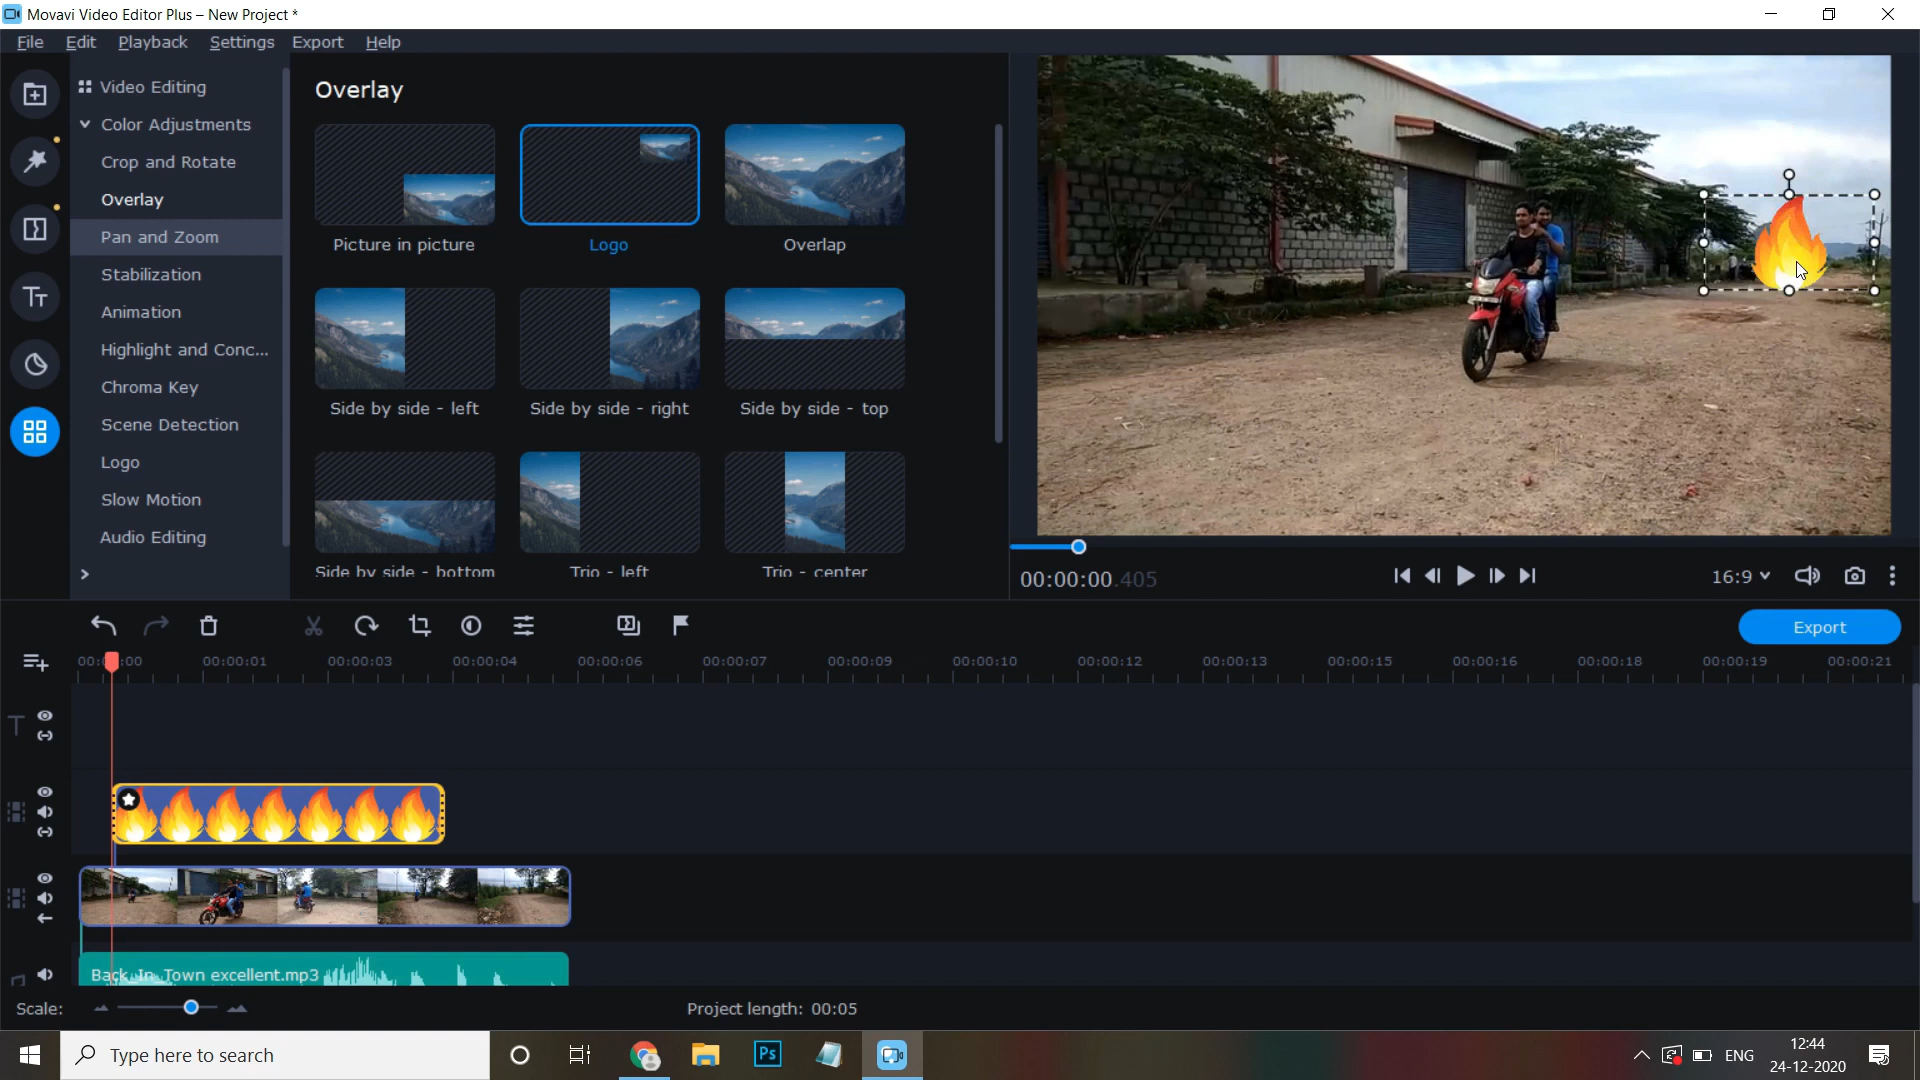 Movavi Video Editor Plus – New Project *
File Edit Playback Settings Export Help
Video Editing
Color Adjustments
Crop and Rotate
Overlay
Pan and Zoom
Stabilization
Animation
Highlight and Conc...
Chroma Key
Scene Detection
Logo
Slow Motion
Audio Editing
Overlay
Picture in picture
Logo
Overlap
Side by side - left
Side by side - right
Side by side - top
Side by side - bottom
Trio - left
Trio - center
00:00:00.405
16:9
Export
00:00:01 00:00:03 00:00:04 00:00:06 00:00:07 00:00:09 00:00:10 00:00:12 00:00:13 00:00:15 00:00:16 00:00:18 00:00:19 00:00:21
Back In Town excellent.mp3
Scale:
Project length: 00:05
Type here to search
Ps
ENG
12:44
24-12-2020